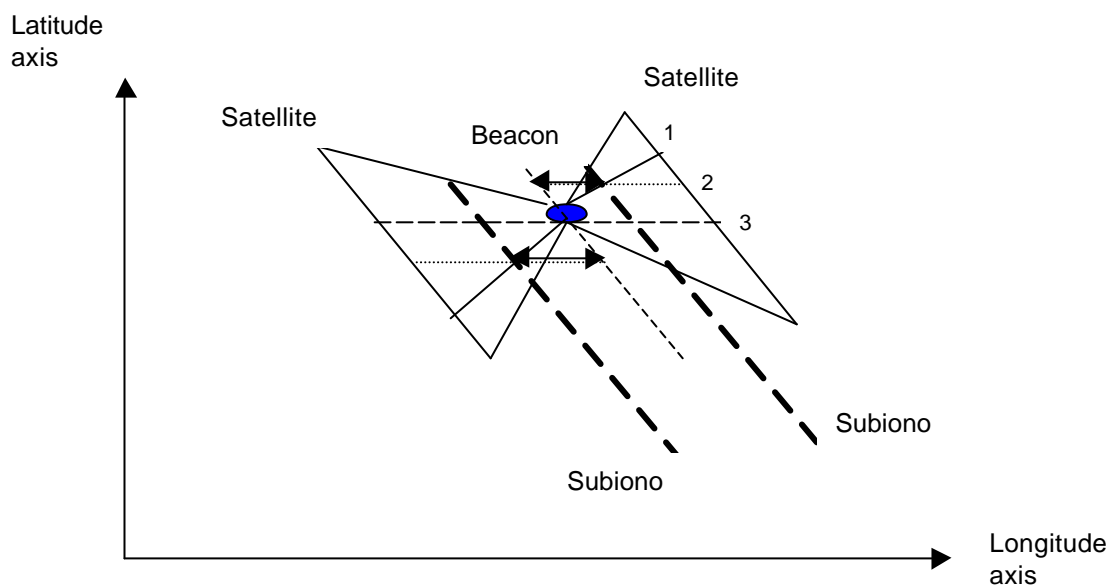 Latitude
axis
Satellite
Satellite
Beacon
1
2
3
Subiono
Subiono
Longitude
axis